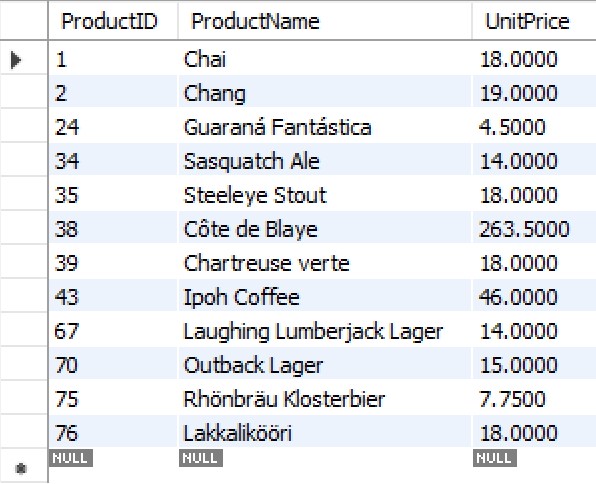 ProductID ProductName UnitPrice
1 Chai 18.0000
2 Chang 19.0000
24 Guaraná Fantástica 4.5000
34 Sasquatch Ale 14.0000
35 Steeleye Stout 18.0000
38 Côte de Blaye 263.5000
39 Chartreuse verte 18.0000
43 Ipoh Coffee 46.0000
67 Laughing Lumberjack Lager 14.0000
70 Outback Lager 15.0000
75 Rhönbräu Klosterbier 7.7500
76 Lakkalikööri 18.0000
NULL NULL NULL